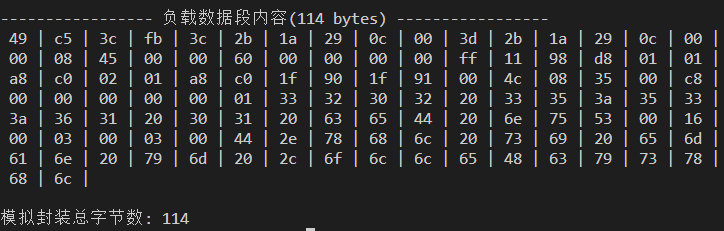 ----------------- 负载数据段内容(114 bytes) -----------------
49 | c5 | 3c | fb | 3c | 2b | 1a | 29 | 0c | 00 | 3d | 2b | 1a | 29 | 0c | 00 |
00 | 08 | 45 | 00 | 00 | 60 | 00 | 00 | 00 | 00 | ff | 11 | 98 | d8 | 01 | 01 |
a8 | c0 | 02 | 01 | a8 | c0 | 1f | 90 | 1f | 91 | 00 | 4c | 08 | 35 | 00 | c8 |
00 | 00 | 00 | 00 | 00 | 01 | 33 | 32 | 30 | 32 | 20 | 33 | 35 | 3a | 35 | 33 |
3a | 36 | 31 | 20 | 30 | 31 | 20 | 63 | 65 | 44 | 20 | 6e | 75 | 53 | 00 | 16 |
00 | 03 | 00 | 03 | 00 | 44 | 2e | 78 | 68 | 6c | 20 | 73 | 69 | 20 | 65 | 6d |
61 | 6e | 20 | 79 | 6d | 20 | 2c | 6f | 6c | 6c | 65 | 48 | 63 | 79 | 73 | 78 |
68 | 6c |
模拟封装总字节数: 114